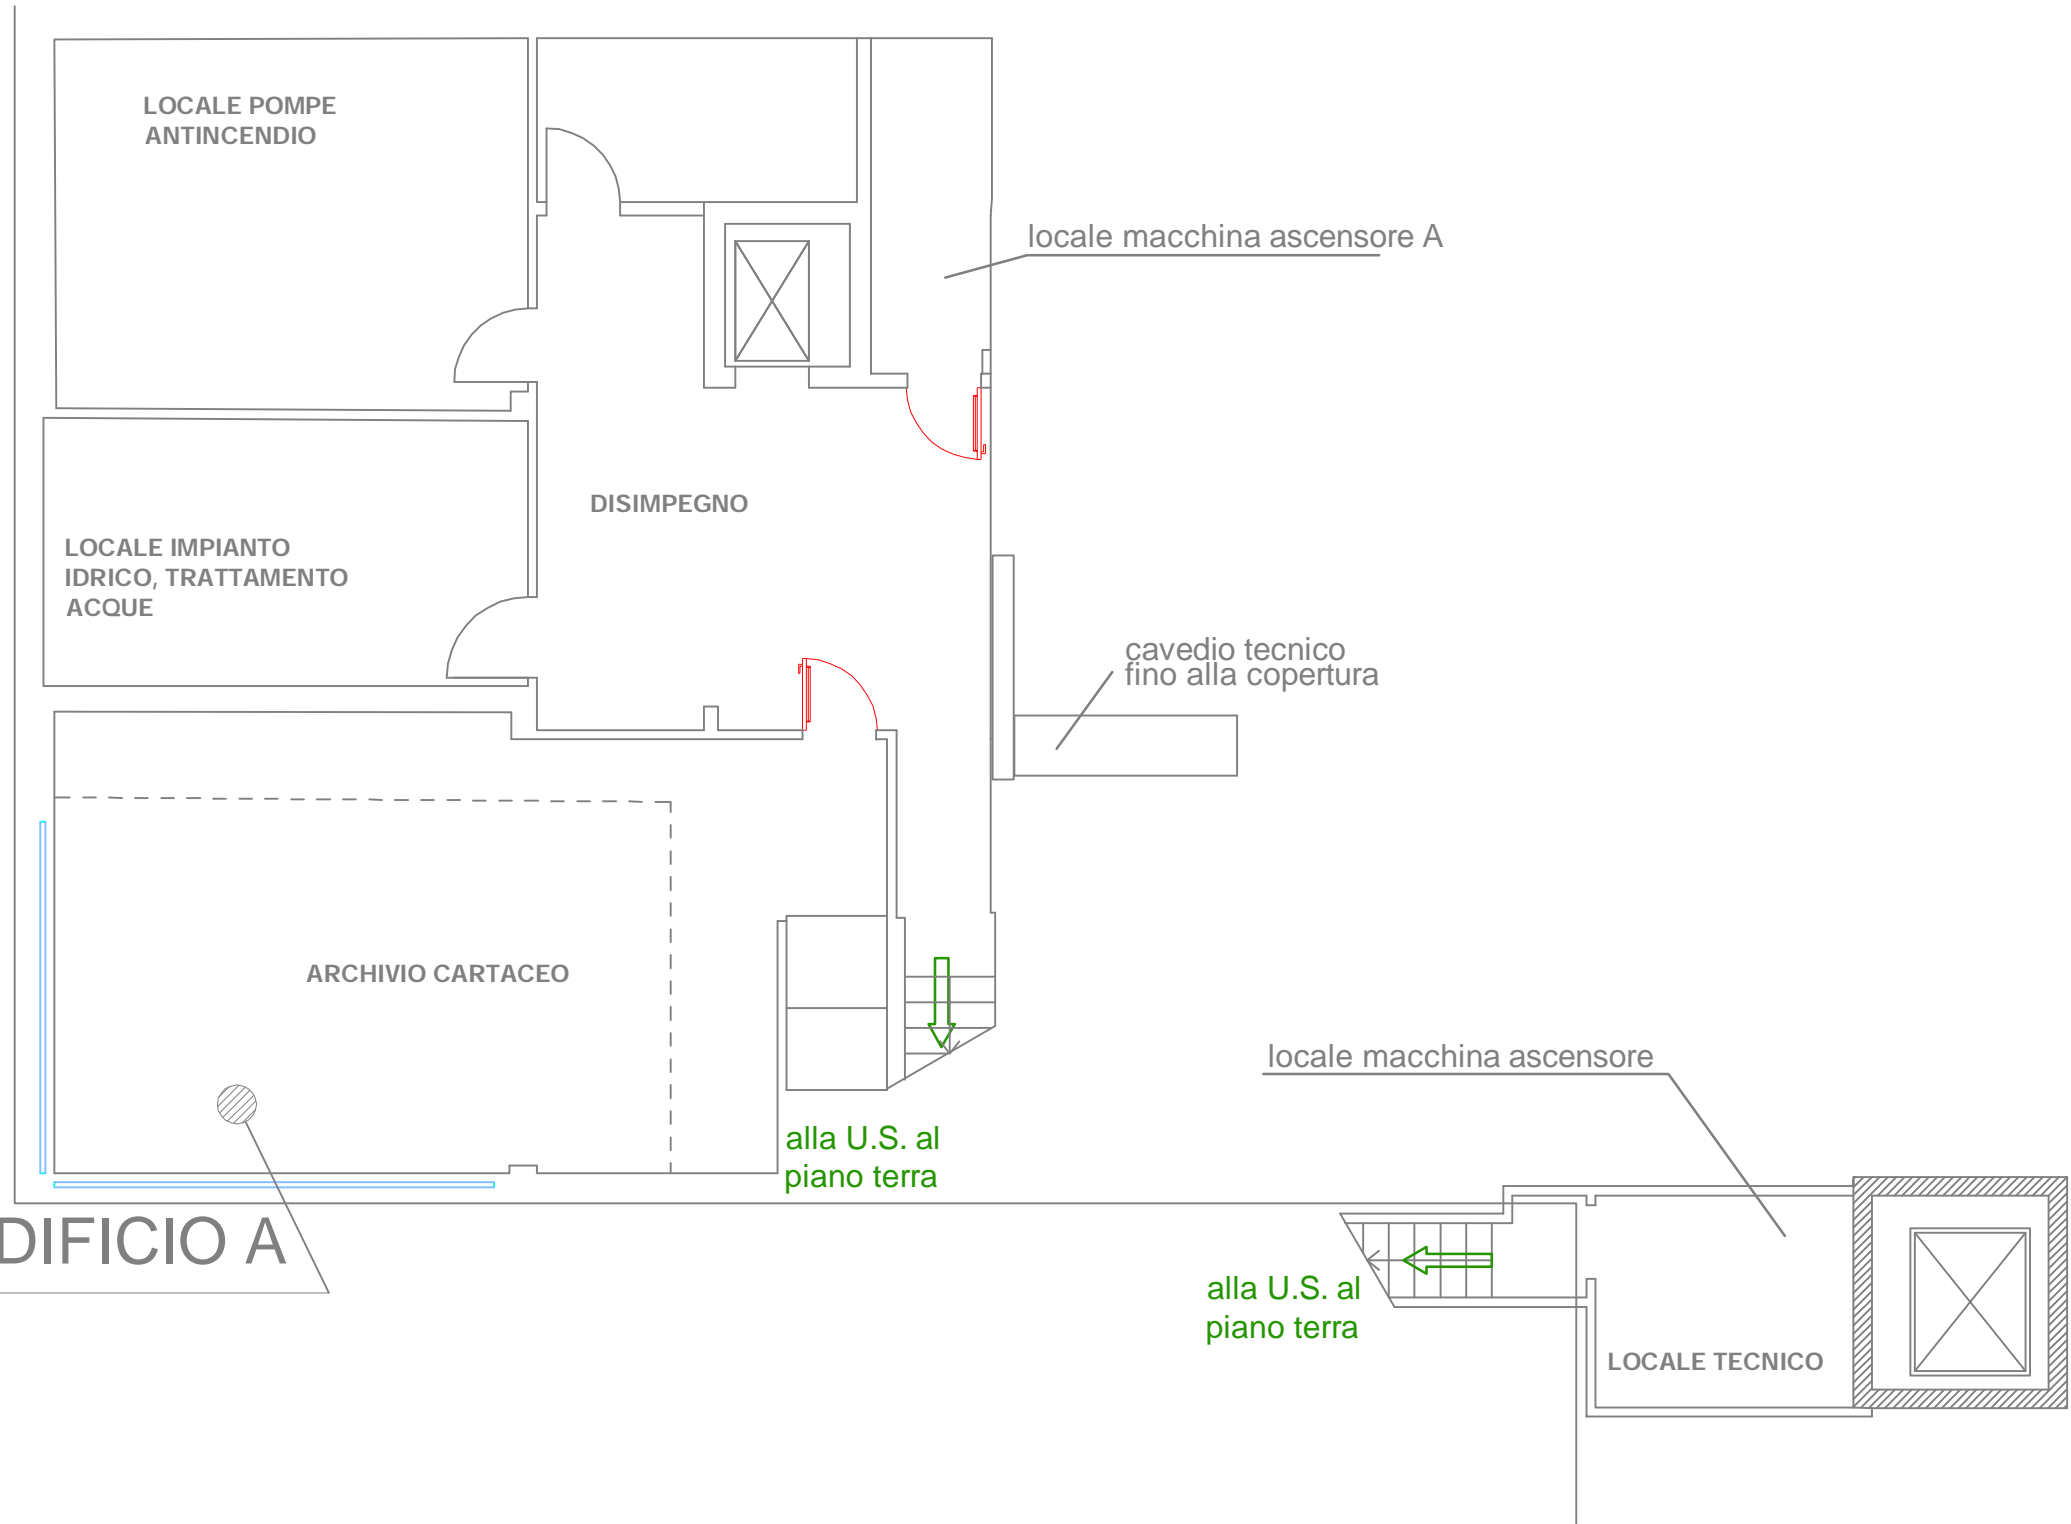 LOCALE POMPE
ANTINCENDIO
locale macchina ascensore A
DISIMPEGNO
LOCALE IMPIANTO
IDRICO, TRATTAMENTO
ACQUE
cavedio tecnico
fino alla copertura
ARCHIVIO CARTACEO
locale macchina ascensore
alla U.S. al
piano terra
DIFICIO A
alla U.S. al
piano terra
LOCALE TECNICO